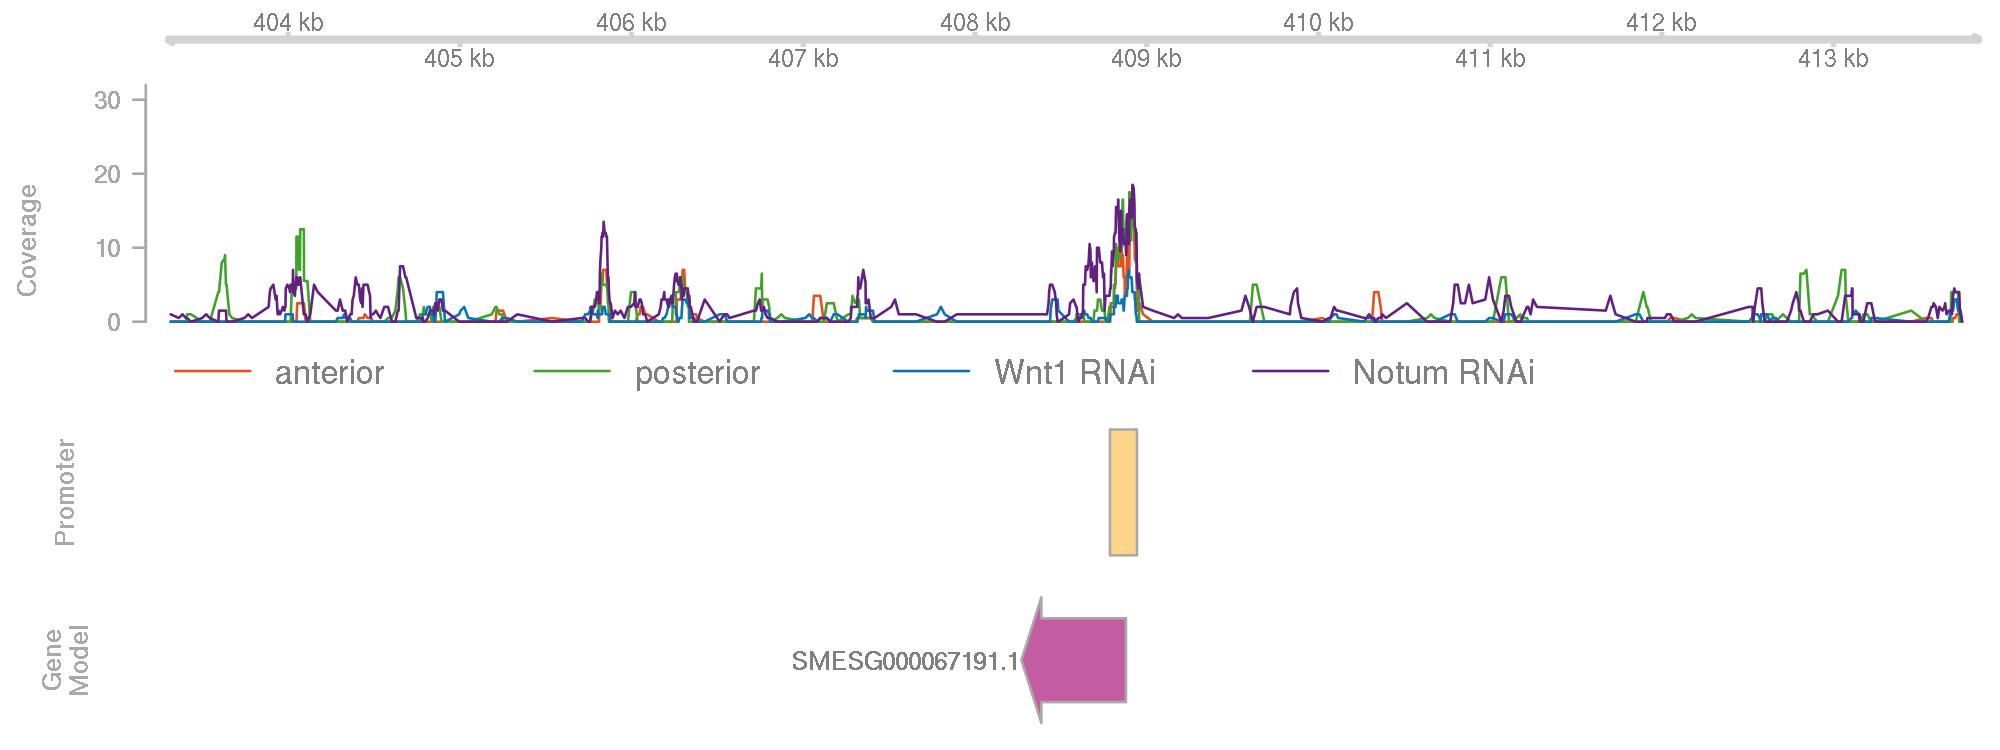 404 kb 406 kb 408 kb 410 kb 412 kb
405 kb 407 kb 409 kb 411 kb 413 kb
30
20
10
0
Coverage
anterior posterior Wnt1 RNAi Notum RNAi
Promoter
Gene
Model
SMESG000067191.1